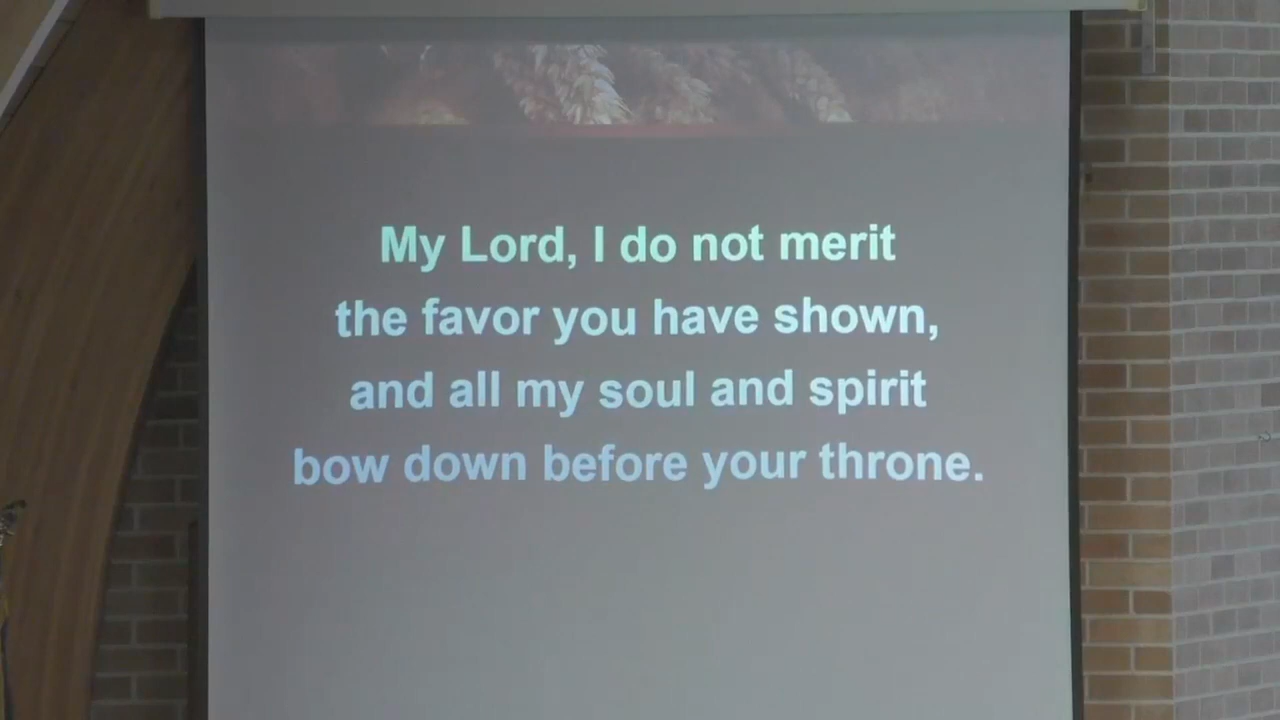 My Lord, I do not merit
the favor you have shown,
and all my soul and spirit
bow down before your throne.